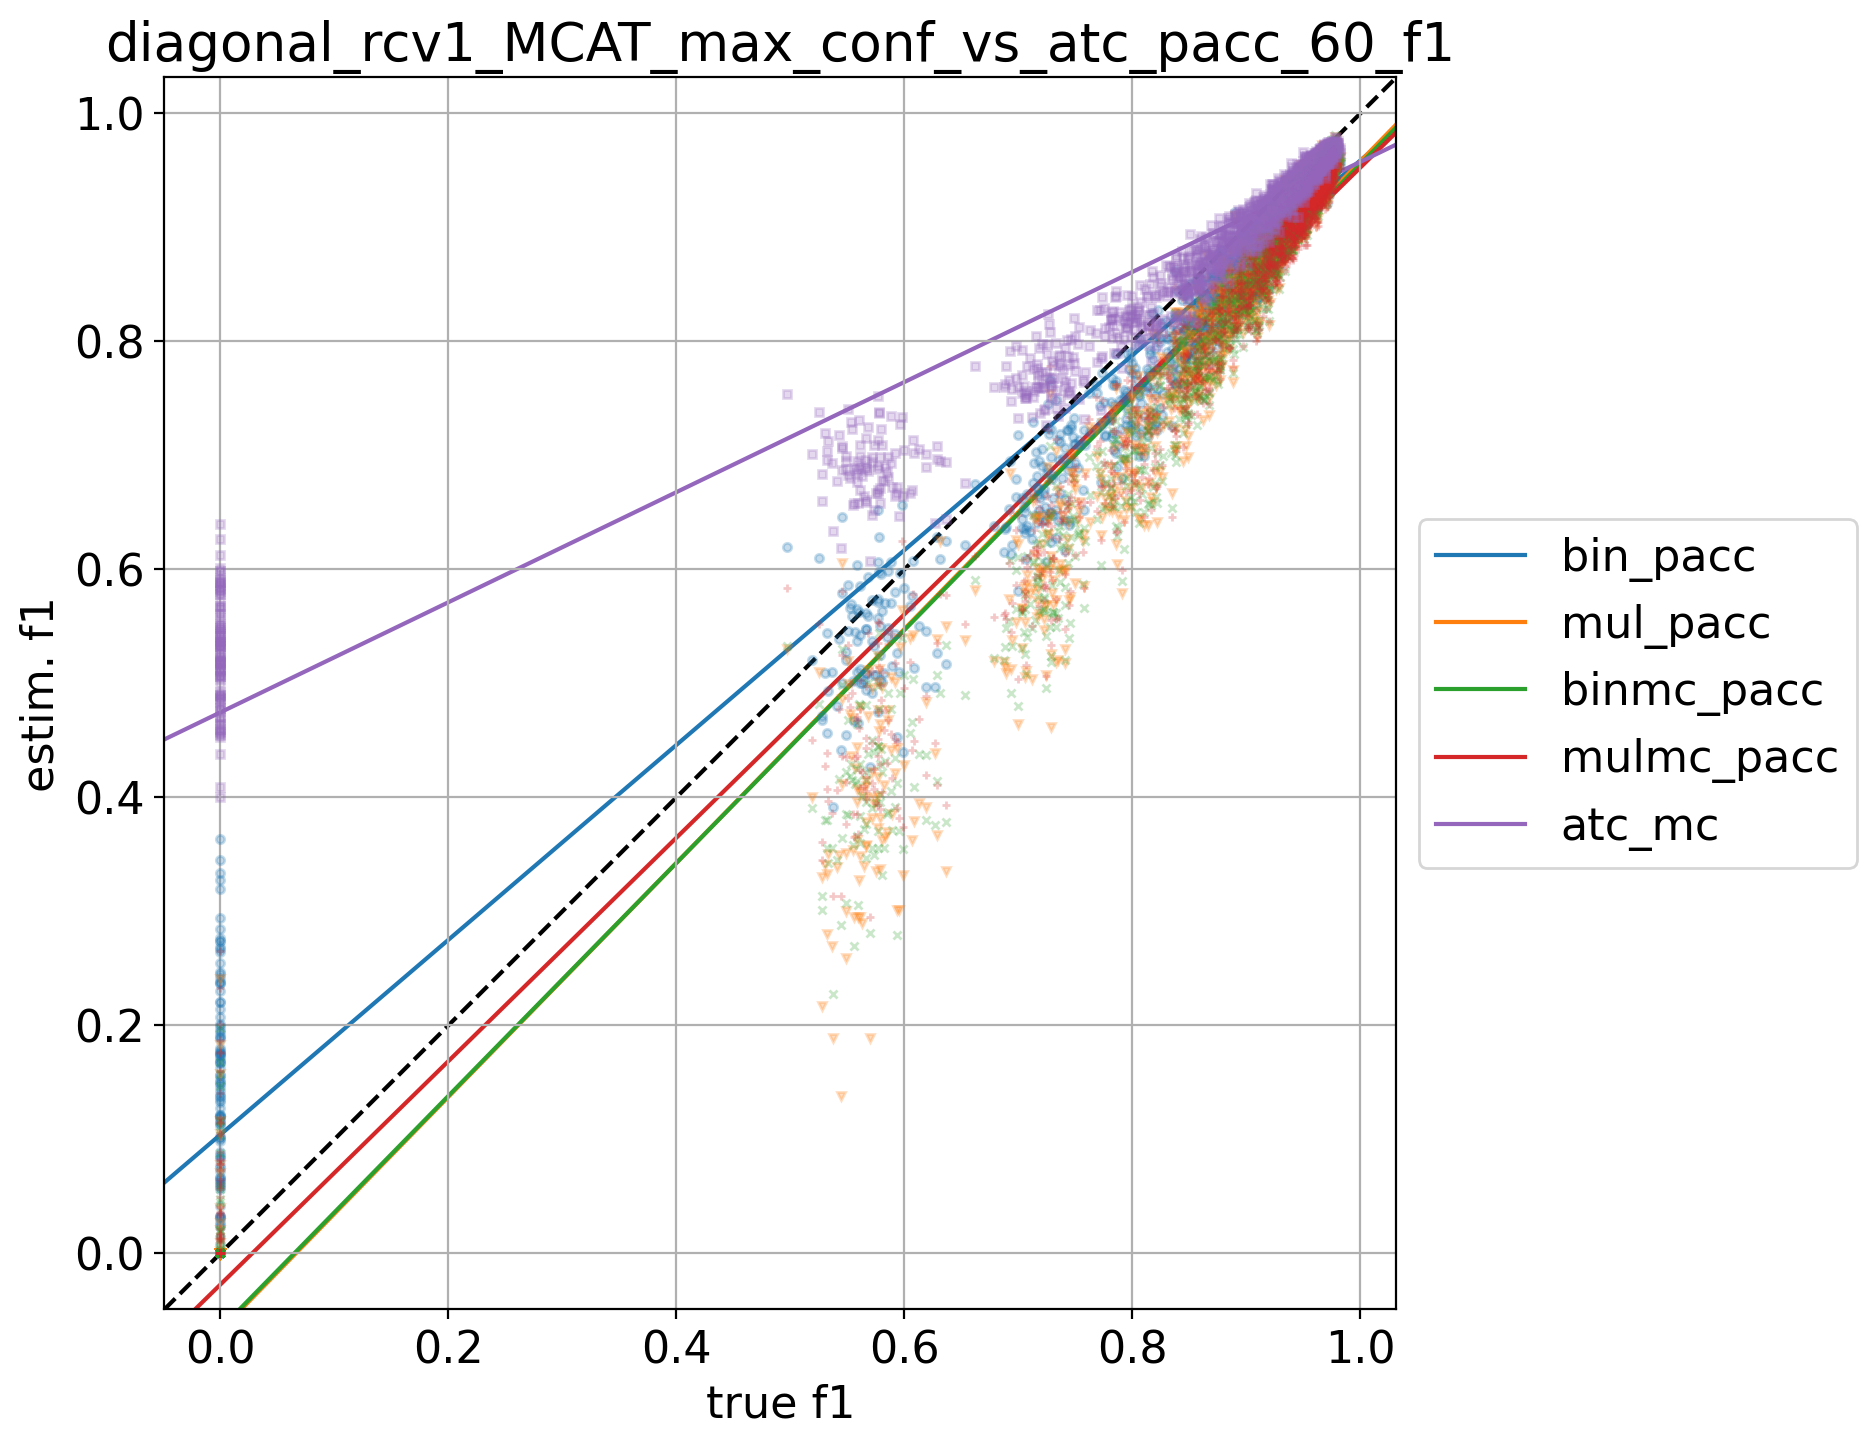 diagonal_rcv1_MCAT_max_conf_vs_atc_pacc_60_f1
1.0
0.8
0.6
0.4
0.2
0.0
estim. f1
0.0 0.2 0.4 0.6 0.8 1.0
true f1
bin_pacc
mul_pacc
binmc_pacc
mulmc_pacc
atc_mc